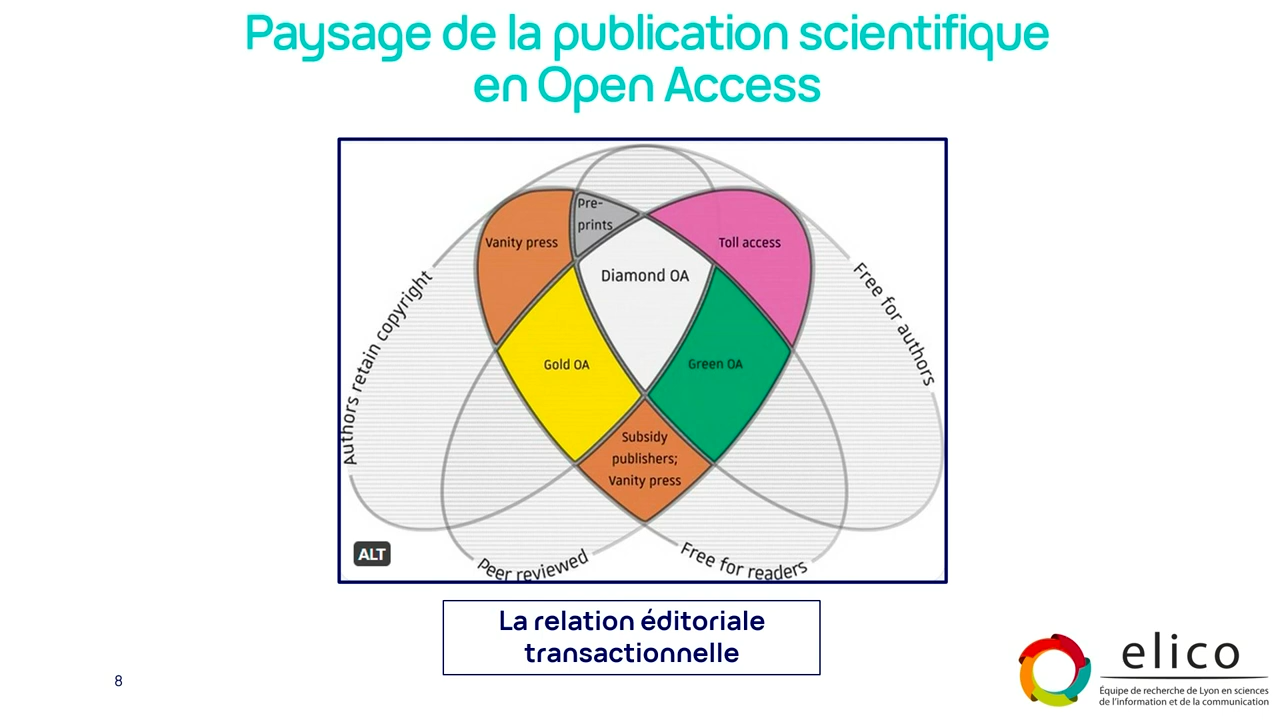 Paysage de la publication scientifique
en Open Access
Pre-
prints
Vanity press
Toll access
Diamond OA
Authors retain copyright
Free for authors
Gold OA
Green OA
Subsidy
publishers;
Vanity press
ALT
Peer reviewed
Free for readers
La relation éditoriale
transactionnelle
8
elico
Équipe de recherche de Lyon en sciences
de l'information et de la communication